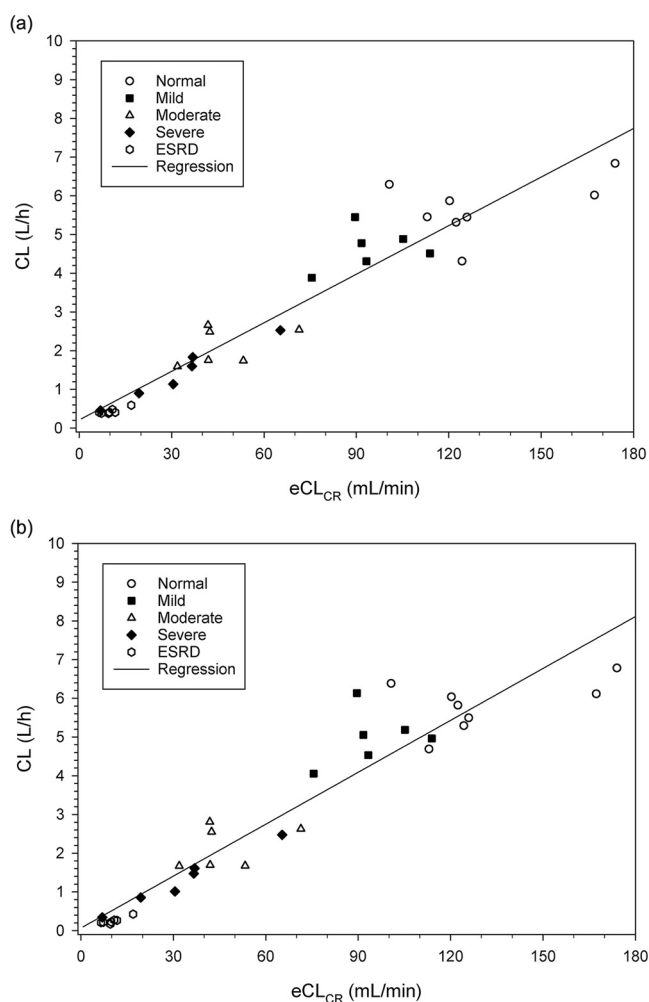 (a)
10
9
8
7
6
5
4
3
2
1
0
CL (L/h)
Normal
Mild
Moderate
Severe
ESRD
Regression
0 30 60 90 120 150 180
eCL_CR (mL/min)
(b)
10
9
8
7
6
5
4
3
2
1
0
CL (L/h)
Normal
Mild
Moderate
Severe
ESRD
Regression
0 30 60 90 120 150 180
eCL_CR (mL/min)